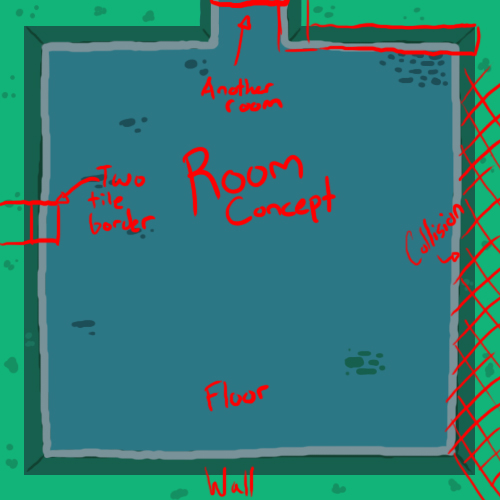 Another
room
Room
Concept
Two
tile
border
Collision
Floor
Wall